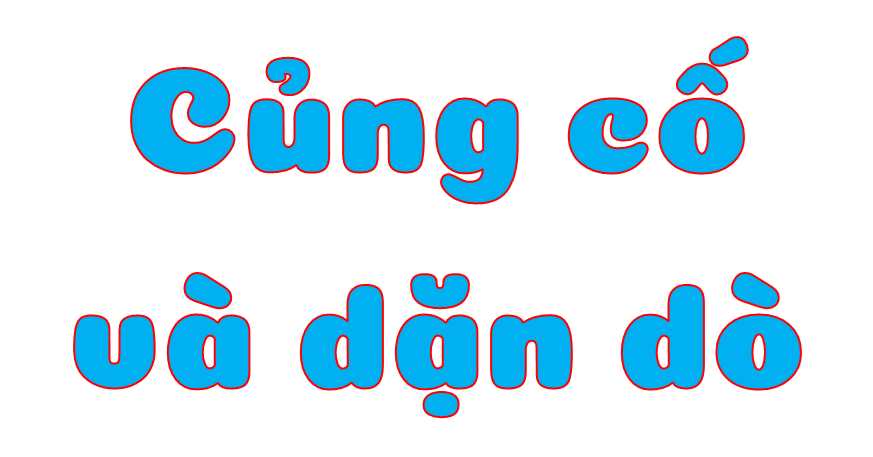 Củng cố
và dặn dò